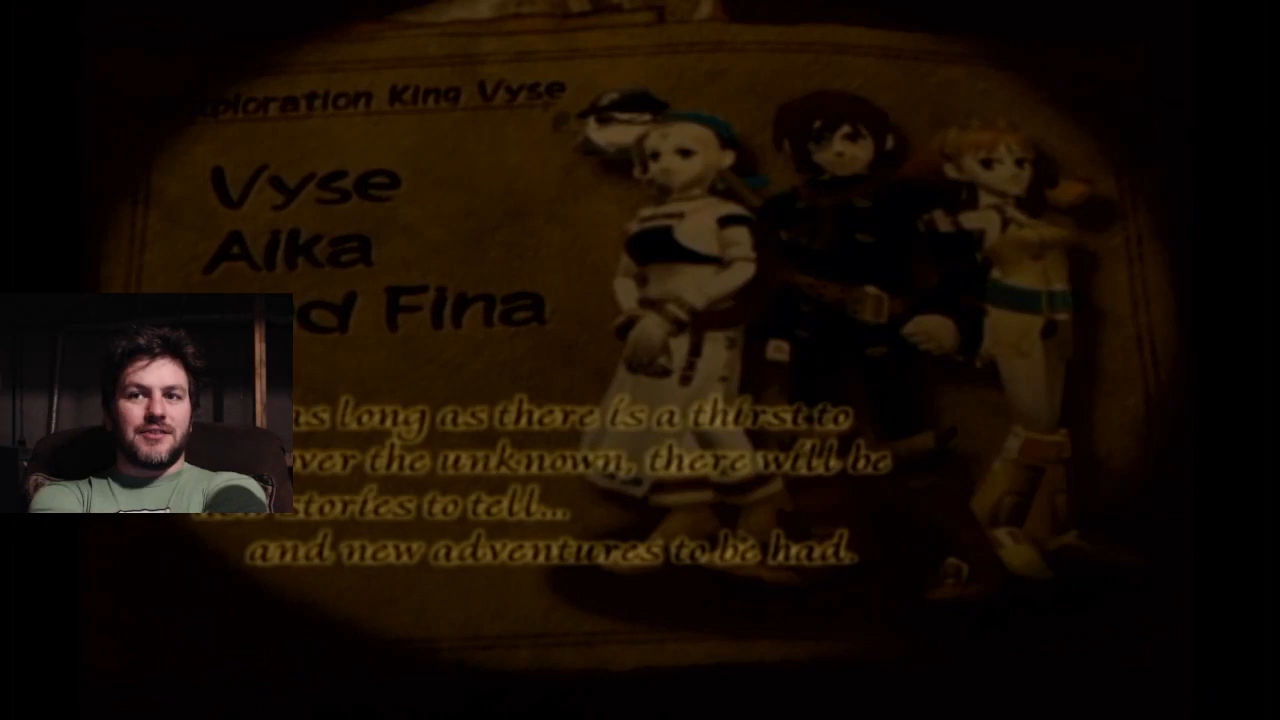 ploration King Vyse
Vyse
Aika
d Fina
as long as there is a thirst to
ver the unknown, there will be
stories to tell...
and new adventures to be had.